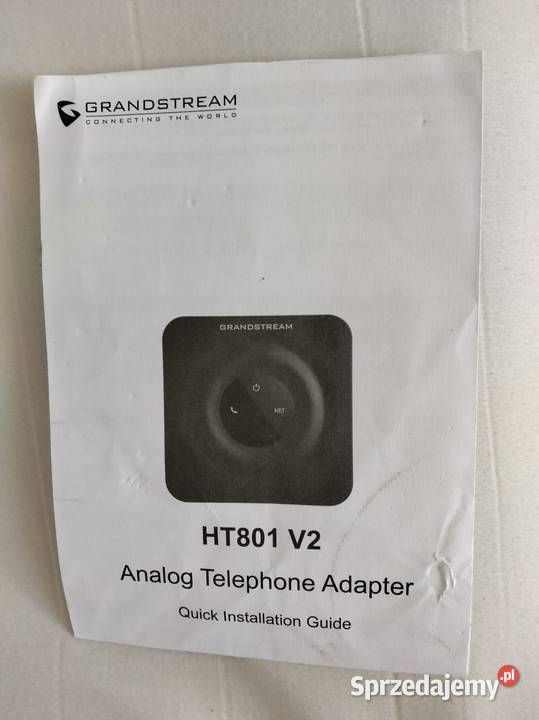 GRANDSTREAM
CONNECTING THE WORLD
GRANDSTREAM
NET
HT801 V2
Analog Telephone Adapter
Quick Installation Guide
Sprzedajemy.pl